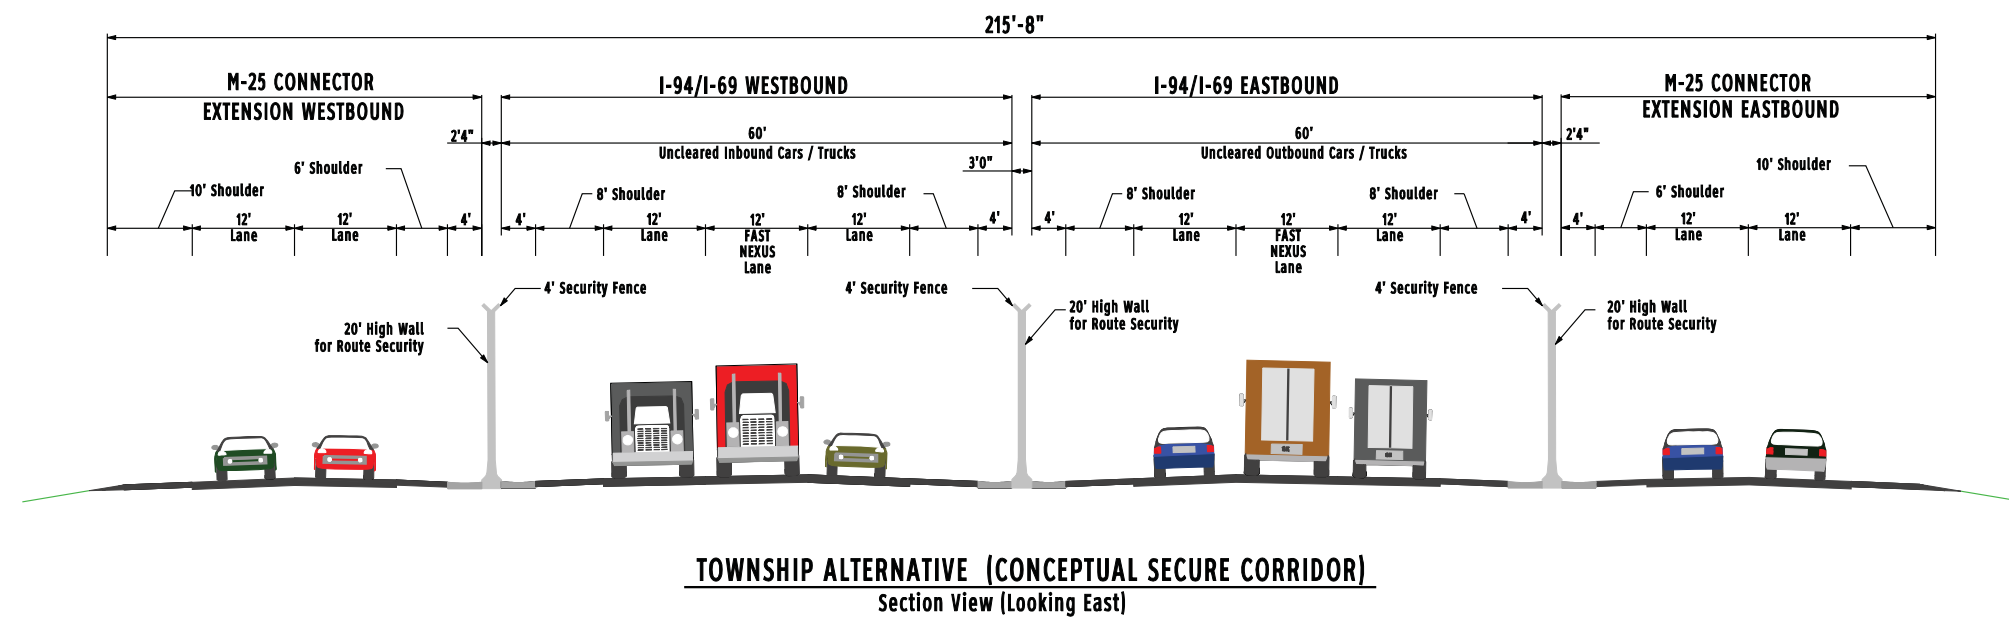 215'-8"
M-25 CONNECTOR
EXTENSION WESTBOUND
I-94/I-69 WESTBOUND
I-94/I-69 EASTBOUND
M-25 CONNECTOR
EXTENSION EASTBOUND
2'4"
60'
Uncleared Inbound Cars / Trucks
3'0"
60'
Uncleared Outbound Cars / Trucks
2'4"
10' Shoulder
6' Shoulder
8' Shoulder
8' Shoulder
8' Shoulder
8' Shoulder
6' Shoulder
10' Shoulder
12'
Lane
12'
Lane
4'
4'
12'
Lane
12'
FAST
NEXUS
Lane
12'
Lane
4'
4'
12'
Lane
12'
FAST
NEXUS
Lane
12'
Lane
4'
4'
12'
Lane
12'
Lane
4' Security Fence
20' High Wall
for Route Security
4' Security Fence
20' High Wall
for Route Security
4' Security Fence
20' High Wall
for Route Security
TOWNSHIP ALTERNATIVE (CONCEPTUAL SECURE CORRIDOR)
Section View (Looking East)